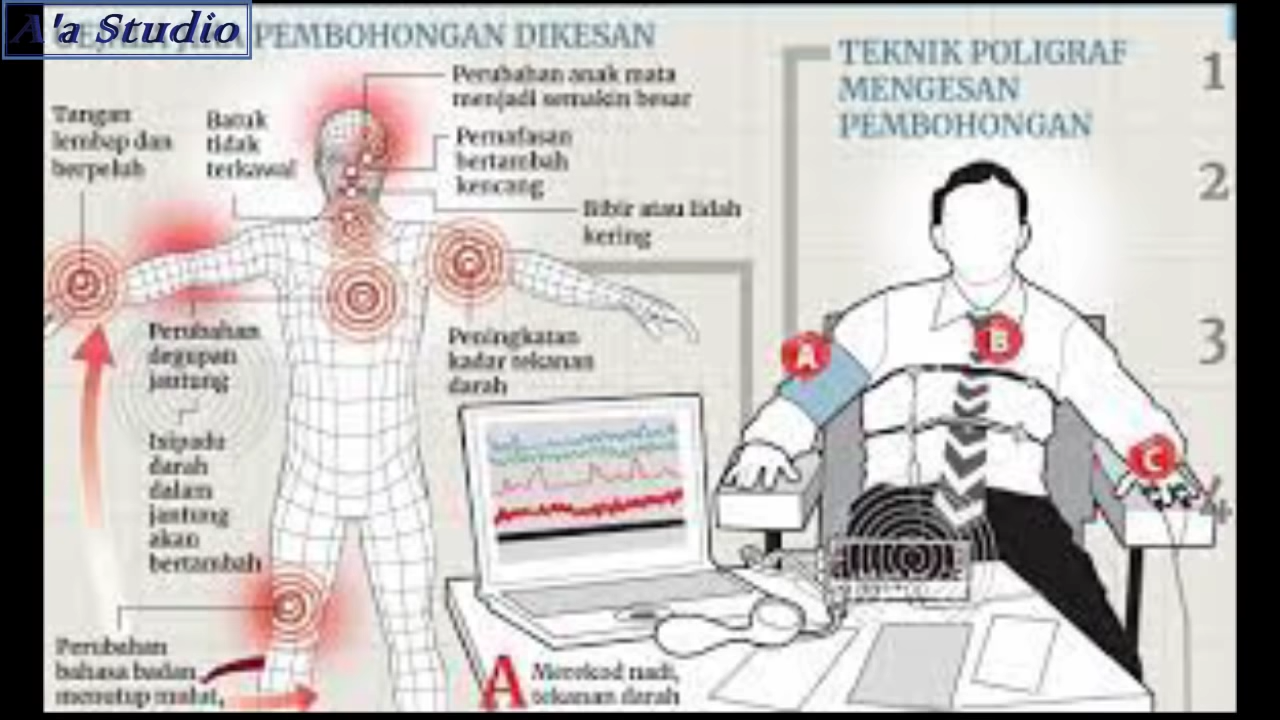 A'a Studio
PEMBOHONGAN DIKESAN
Perubahan anak mata
menjadi semakin besar
Tangan
lembap dan
berpeluh
Batuk
tidak
terkawal
Pernafasan
bertambah
kencang
Bibir atau lidah
kering
Perubahan
degupan
jantung
Peningkatan
kadar tekanan
darah
Isipadu
darah
dalam
jantung
akan
bertambah
Perubahan
bahasa badan
menutup mulut,
TEKNIK POLIGRAF
MENGESAN
PEMBOHONGAN
1
2
3
4
A
B
C
A Merekod nadi,
tekanan darah